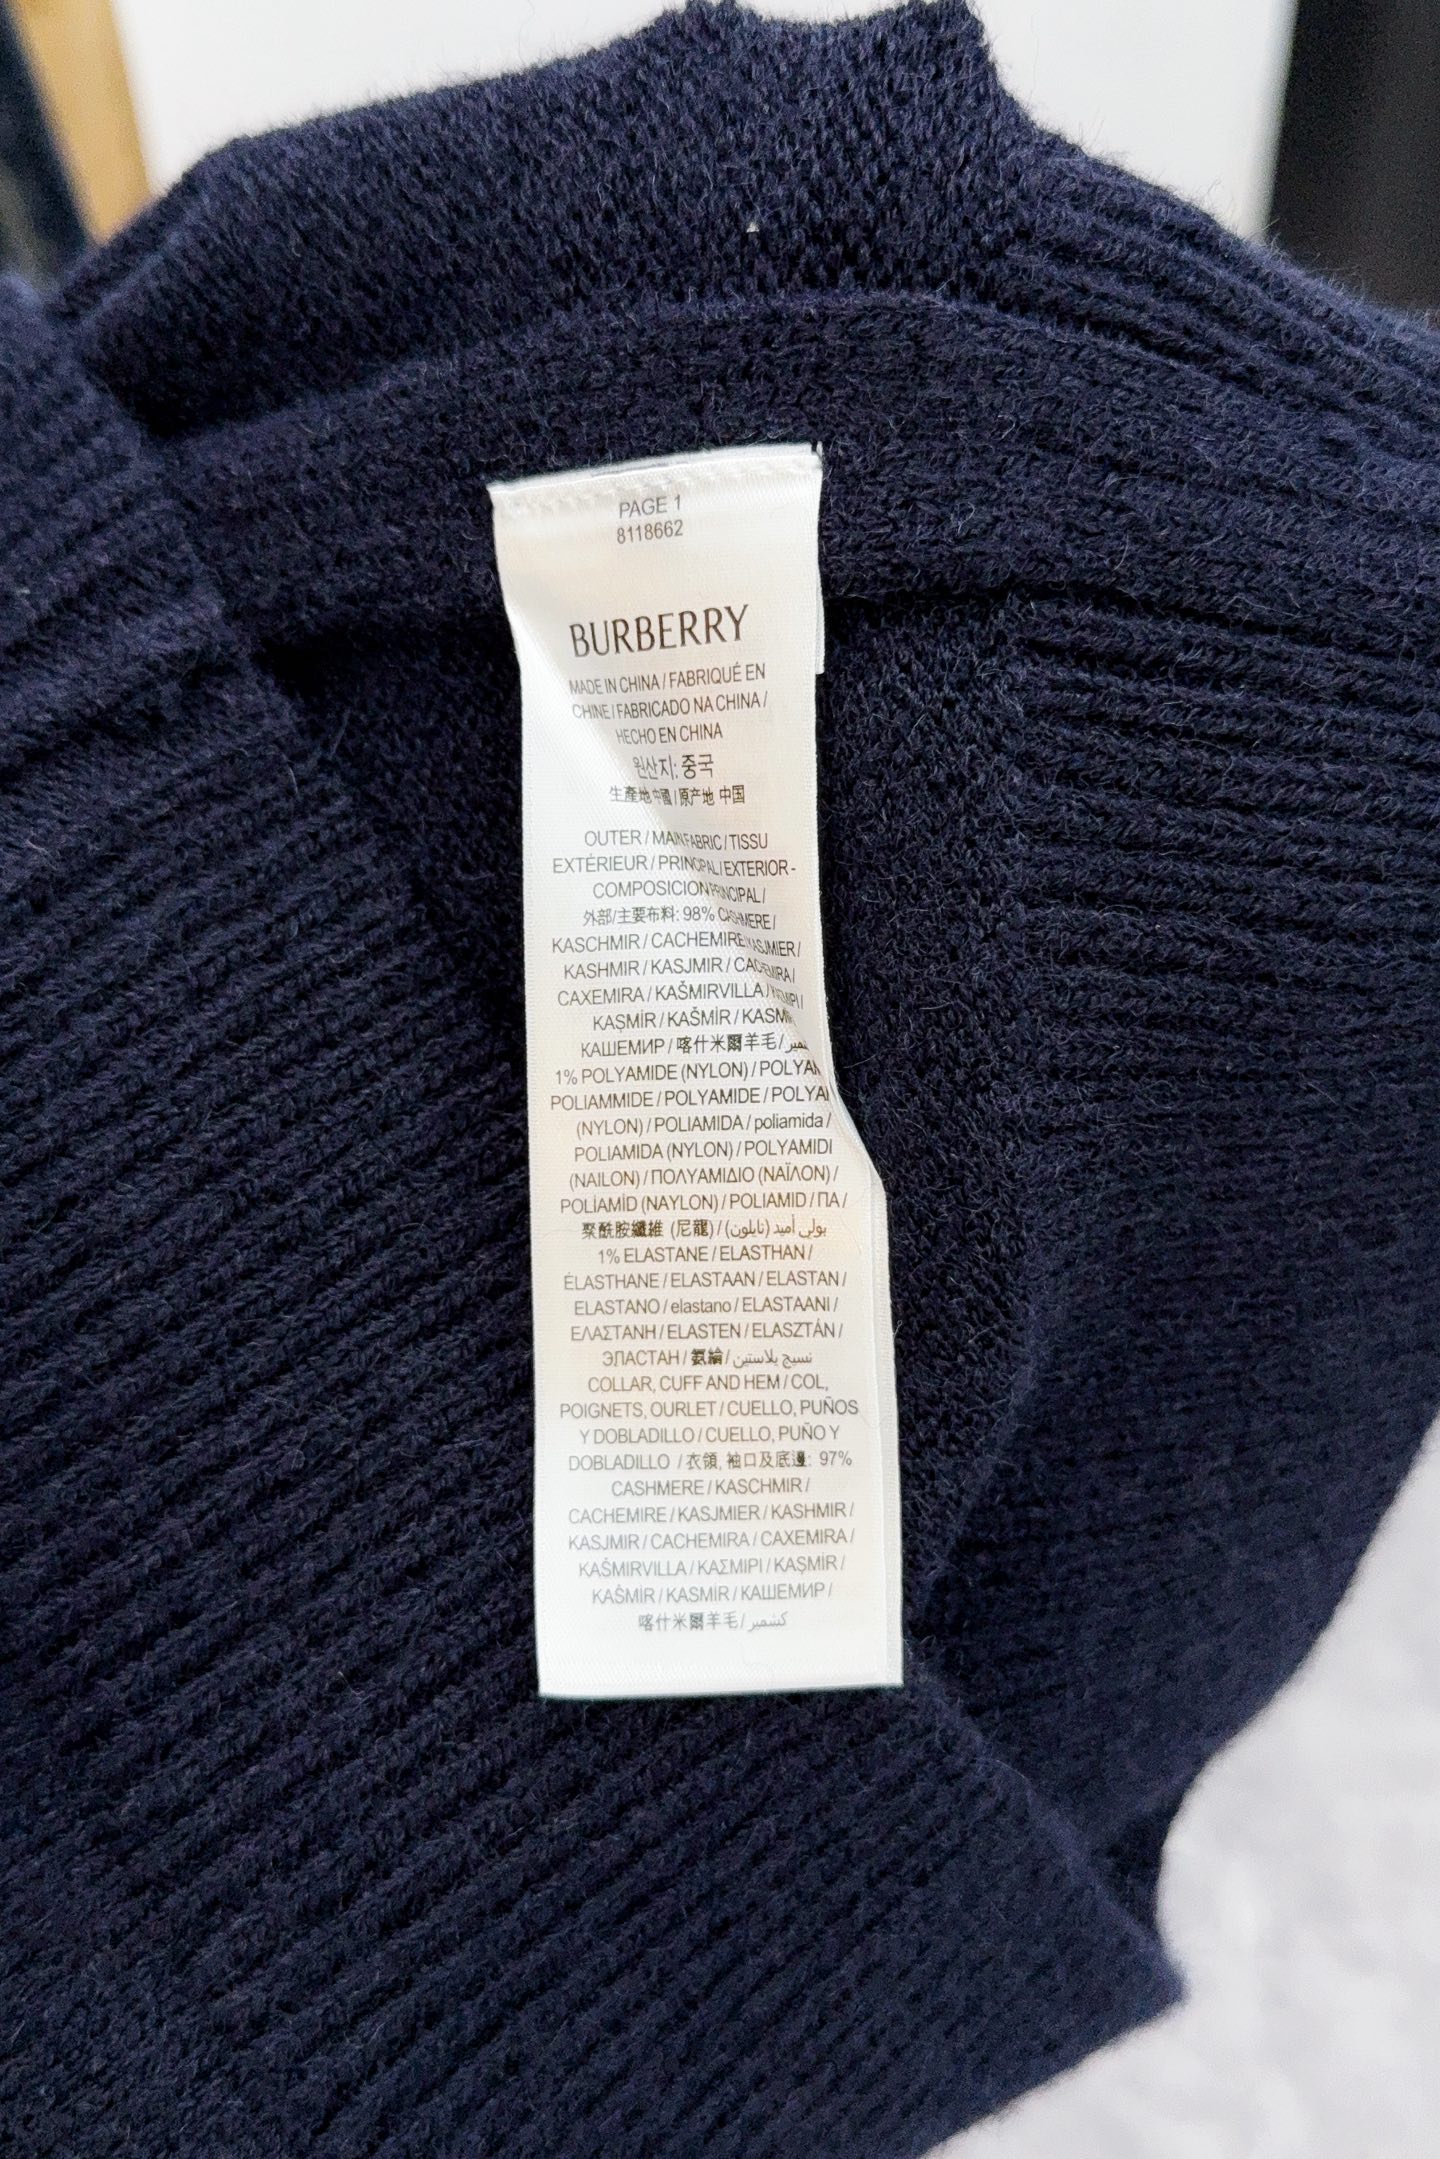 PAGE 1
8118662
BURBERRY
MADE IN CHINA / FABRIQUÉ EN
CHINE / FABRICADO NA CHINA /
HECHO EN CHINA
원산지: 중국
生產地 中國 / 原产地 中国
OUTER / MAIN FABRIC / TISSU
EXTÉRIEUR / PRINCIPAL / EXTERIOR -
COMPOSICION PRINCIPAL /
外部/主要布料: 98% CASHMERE /
KASCHMIR / CACHEMIRE / KASJMIER /
KASHMIR / KASJMIR / CACHEMIRA /
CAXEMIRA / KAŠMIRVILLA /
KAŞMİR / KAŠMÍR /
КАШЕМИР / 喀什米爾羊毛 /
1% POLYAMIDE (NYLON) /
POLIAMMIDE / POLYAMIDE /
(NYLON) / POLIAMIDA / poliamida /
POLIAMIDA (NYLON) / POLYAMIDI
(NAILON) / ΠΟΛΥΑΜΙΔΙΟ (ΝΑΪΛΟΝ) /
POLİAMİD (NAYLON) / POLIAMID / ПА /
聚酰胺纖維 (尼龍) / بولي أميد (نايلون)
1% ELASTANE / ELASTHAN /
ÉLASTHANE / ELASTAAN / ELASTAN /
ELASTANO / elastano / ELASTAANI /
ΕΛΑΣΤΑΝΗ / ELASTEN / ELASZTÁN /
ЭЛАСТАН / 氨綸 / نسيج يلاستين
COLLAR, CUFF AND HEM / COL,
POIGNETS, OURLET / CUELLO, PUÑOS
Y DOBLADILLO / CUELLO, PUÑO Y
DOBLADILLO / 衣領, 袖口及底邊: 97%
CASHMERE / KASCHMIR /
CACHEMIRE / KASJMIER / KASHMIR /
KASJMIR / CACHEMIRA / CAXEMIRA /
KAŠMIRVILLA / ΚΑΣΜΙΡΙ / KAŞMİR /
KAŠMÍR / KASMIR / КАШЕМИР /
喀什米爾羊毛 / كشمير